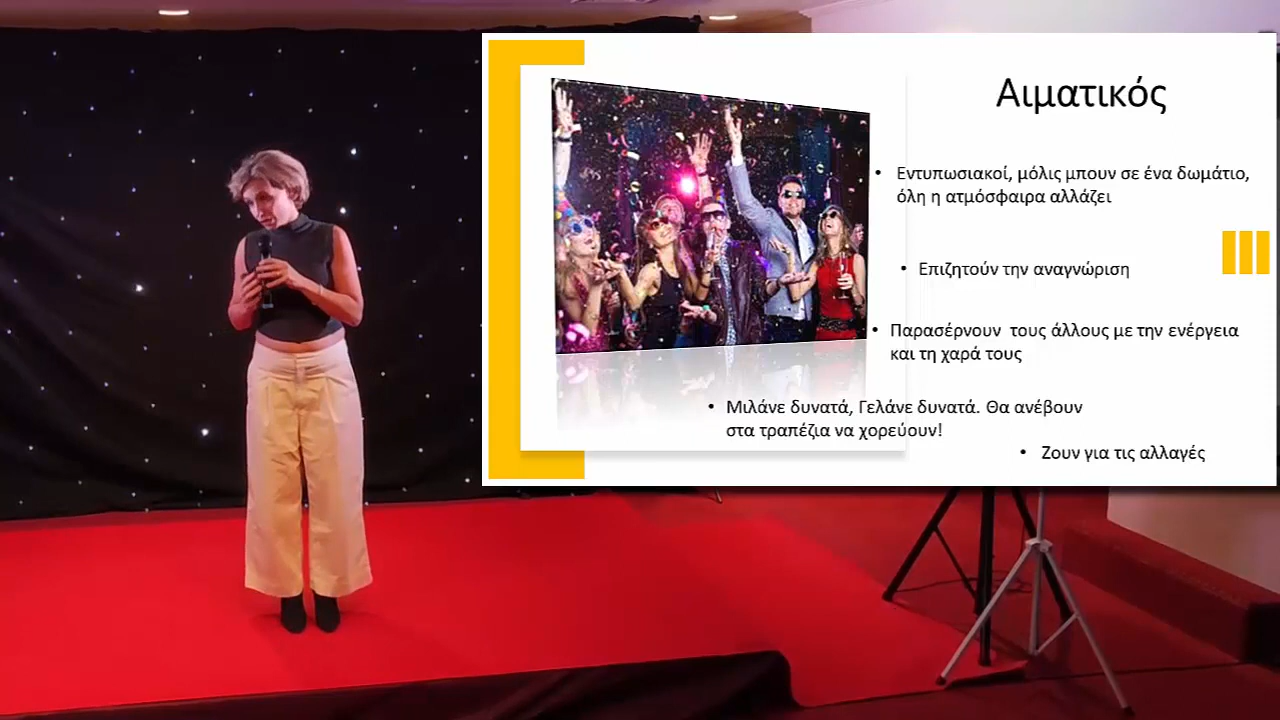 Αιματικός
• Εντυπωσιακοί, μόλις μπουν σε ένα δωμάτιο,
όλη η ατμόσφαιρα αλλάζει
• Επιζητούν την αναγνώριση
• Παρασέρνουν τους άλλους με την ενέργεια
και τη χαρά τους
• Μιλάνε δυνατά, Γελάνε δυνατά. Θα ανέβουν
στα τραπέζια να χορεύουν!
• Ζουν για τις αλλαγές